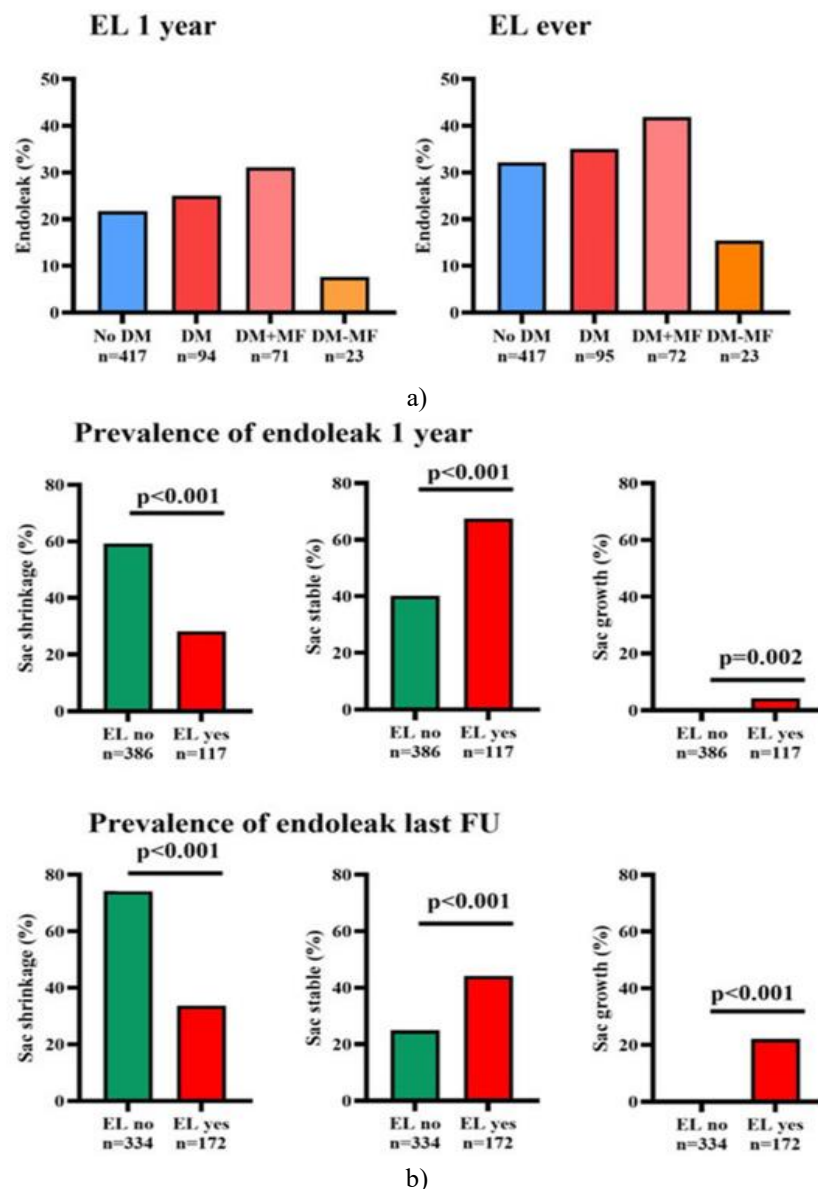 EL 1 year
EL ever
Endoleak (%)
50
40
30
20
10
0
No DM DM DM+MF DM-MF
n=417 n=94 n=71 n=23
Endoleak (%)
50
40
30
20
10
0
No DM DM DM+MF DM-MF
n=417 n=95 n=72 n=23
a)
Prevalence of endoleak 1 year
Sac shrinkage (%)
80
60
40
20
0
p<0.001
EL no EL yes
n=386 n=117
Sac stable (%)
80
60
40
20
0
p<0.001
EL no EL yes
n=386 n=117
Sac growth (%)
80
60
40
20
0
p=0.002
EL no EL yes
n=386 n=117
Prevalence of endoleak last FU
Sac shrinkage (%)
80
60
40
20
0
p<0.001
EL no EL yes
n=334 n=172
Sac stable (%)
80
60
40
20
0
p<0.001
EL no EL yes
n=334 n=172
Sac growth (%)
80
60
40
20
0
p<0.001
EL no EL yes
n=334 n=172
b)